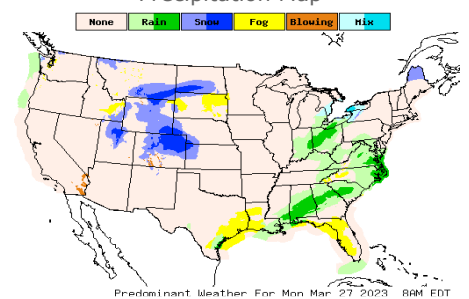 Precipitation Map
None Rain Snow Fog Blowing Mix
Predominant Weather For Mon Mar 27 2023 8AM EDT